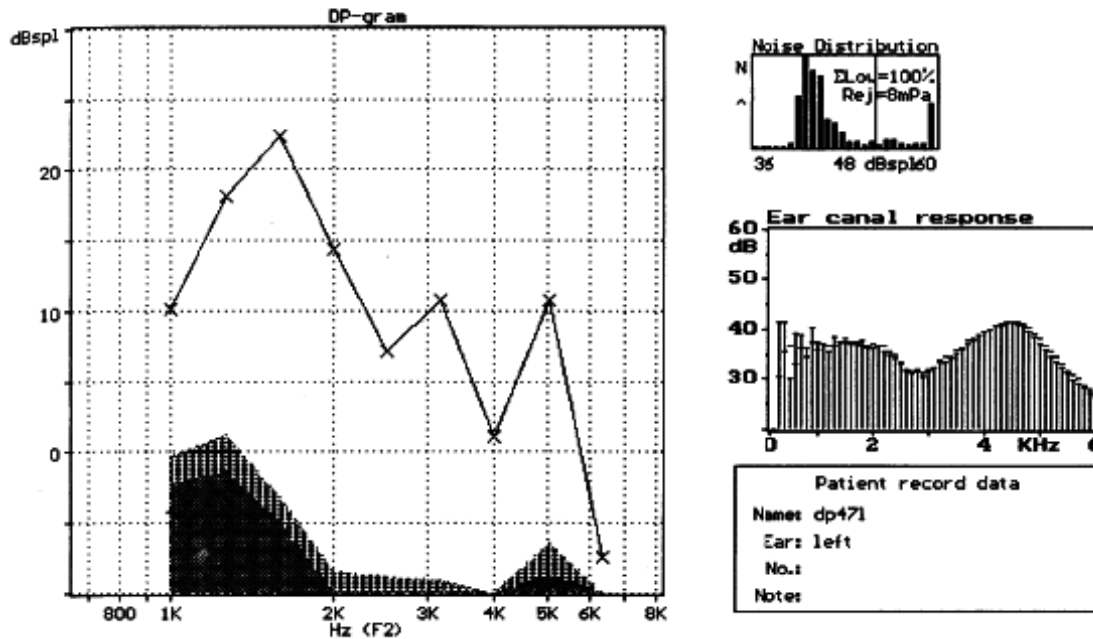 DP-gram
dBspl
20
10
0
800 1K 2K 3K 4K 5K 6K 8K
Hz (F2)
Noise Distribution
N
^
ΣLow=100%
Rej=8mPa
36 48 dBspl60
Ear canal response
60
dB
50
40
30
0 2 4 KHz 6
Patient record data
Name: dp471
Ear: left
No.:
Note: